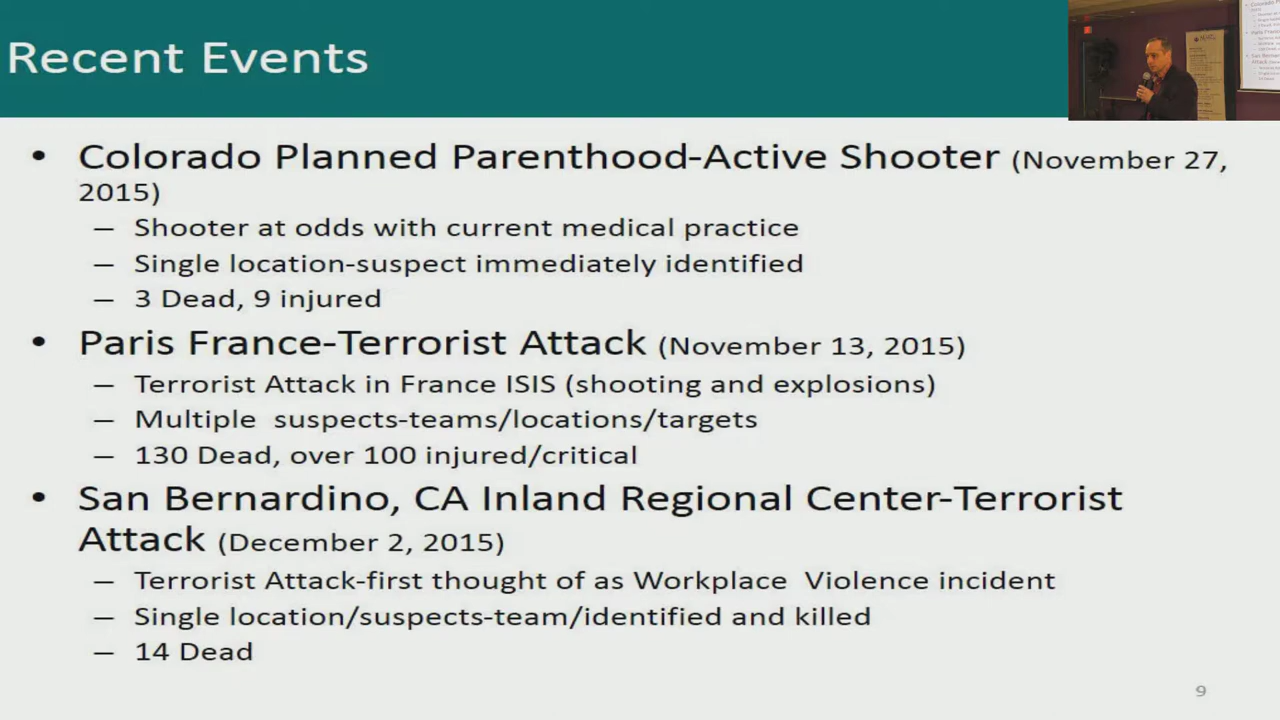 Recent Events
• Colorado Planned Parenthood-Active Shooter (November 27,
2015)
– Shooter at odds with current medical practice
– Single location-suspect immediately identified
– 3 Dead, 9 injured
• Paris France-Terrorist Attack (November 13, 2015)
– Terrorist Attack in France ISIS (shooting and explosions)
– Multiple  suspects-teams/locations/targets
– 130 Dead, over 100 injured/critical
• San Bernardino, CA Inland Regional Center-Terrorist
Attack (December 2, 2015)
– Terrorist Attack-first thought of as Workplace  Violence incident
– Single location/suspects-team/identified and killed
– 14 Dead
9